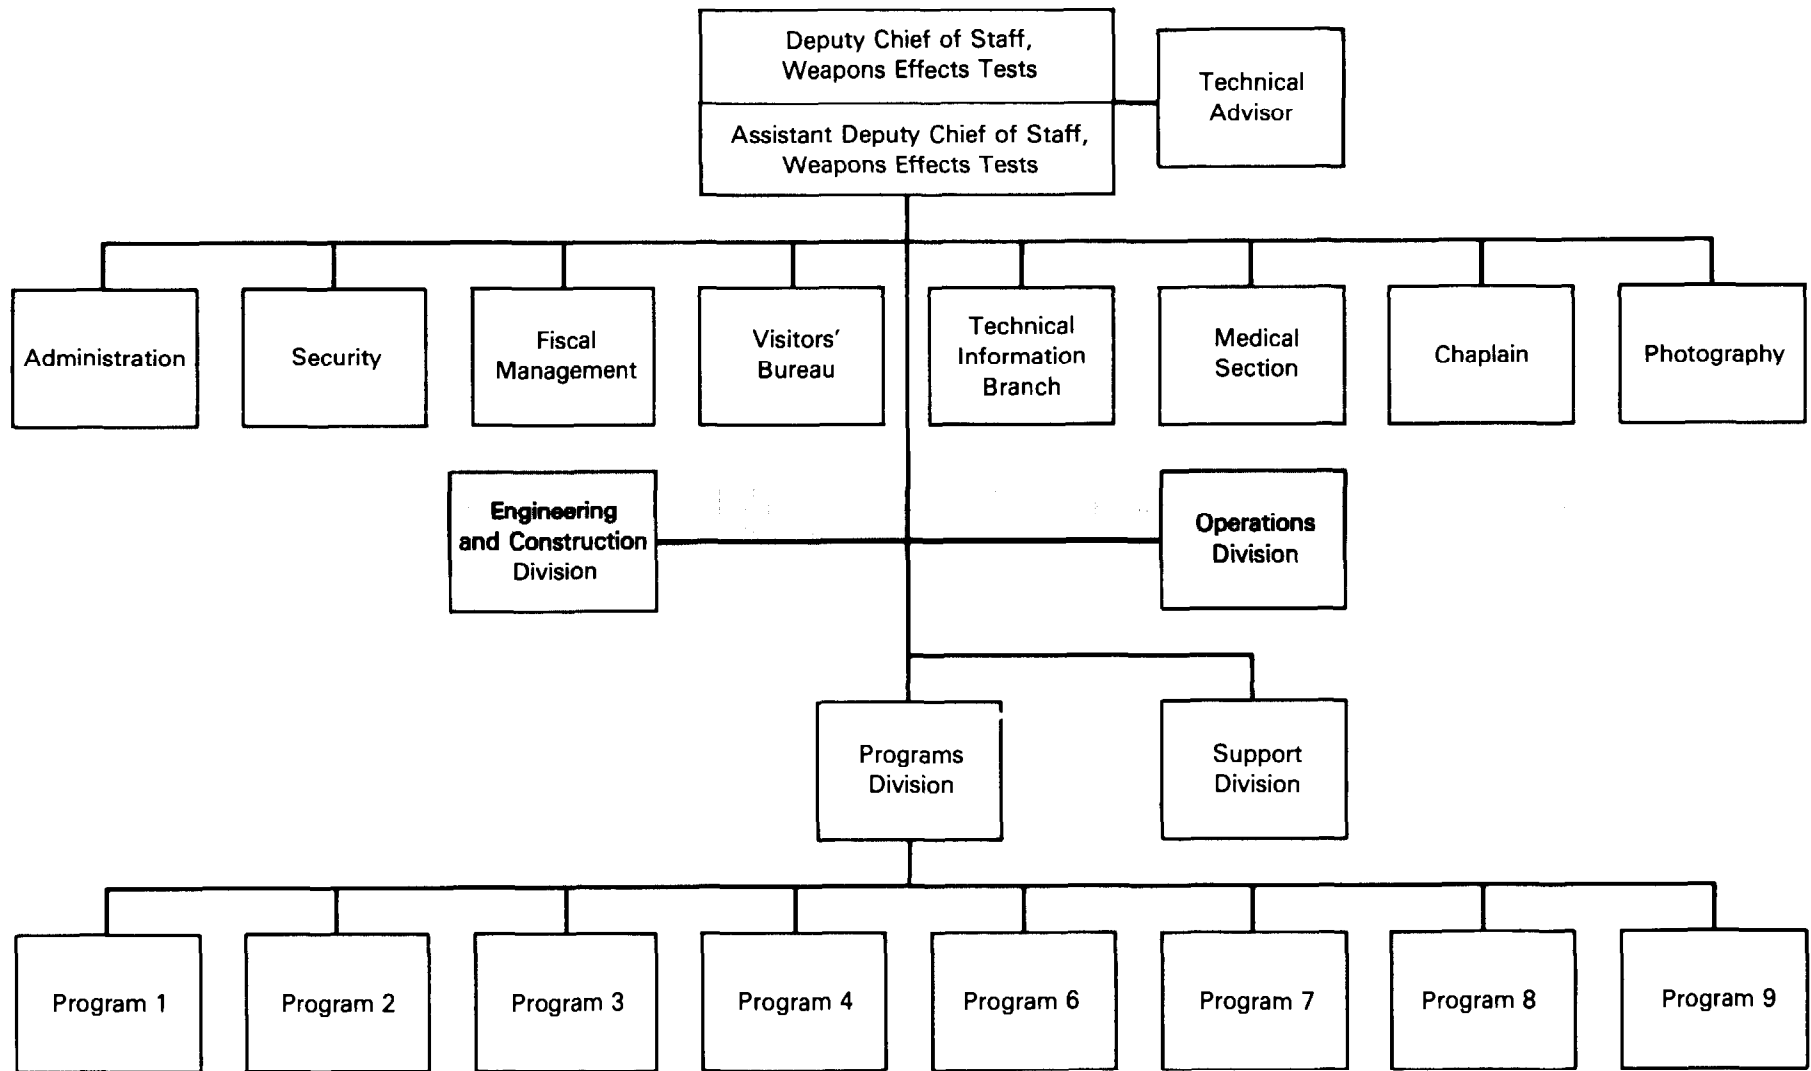 Deputy Chief of Staff,
Weapons Effects Tests
Assistant Deputy Chief of Staff,
Weapons Effects Tests
Technical
Advisor
Administration
Security
Fiscal
Management
Visitors'
Bureau
Technical
Information
Branch
Medical
Section
Chaplain
Photography
Engineering
and Construction
Division
Operations
Division
Programs
Division
Support
Division
Program 1
Program 2
Program 3
Program 4
Program 6
Program 7
Program 8
Program 9